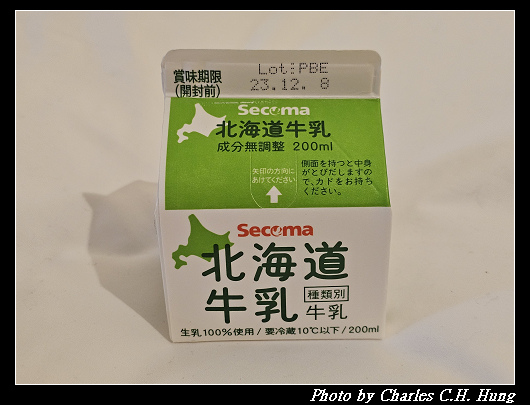 賞味期限
(開封前)
Lot:PBE
23.12. 8
Secoma
北海道牛乳
成分無調整 200ml
矢印の方向に
あけてください
側面を持つと中身
がとびだしますの
で、カドをお持ち
ください。
Secoma
北海道
牛乳
種類別
牛乳
生乳100%使用/要冷蔵10℃以下/200ml
Photo by Charles C.H. Hung